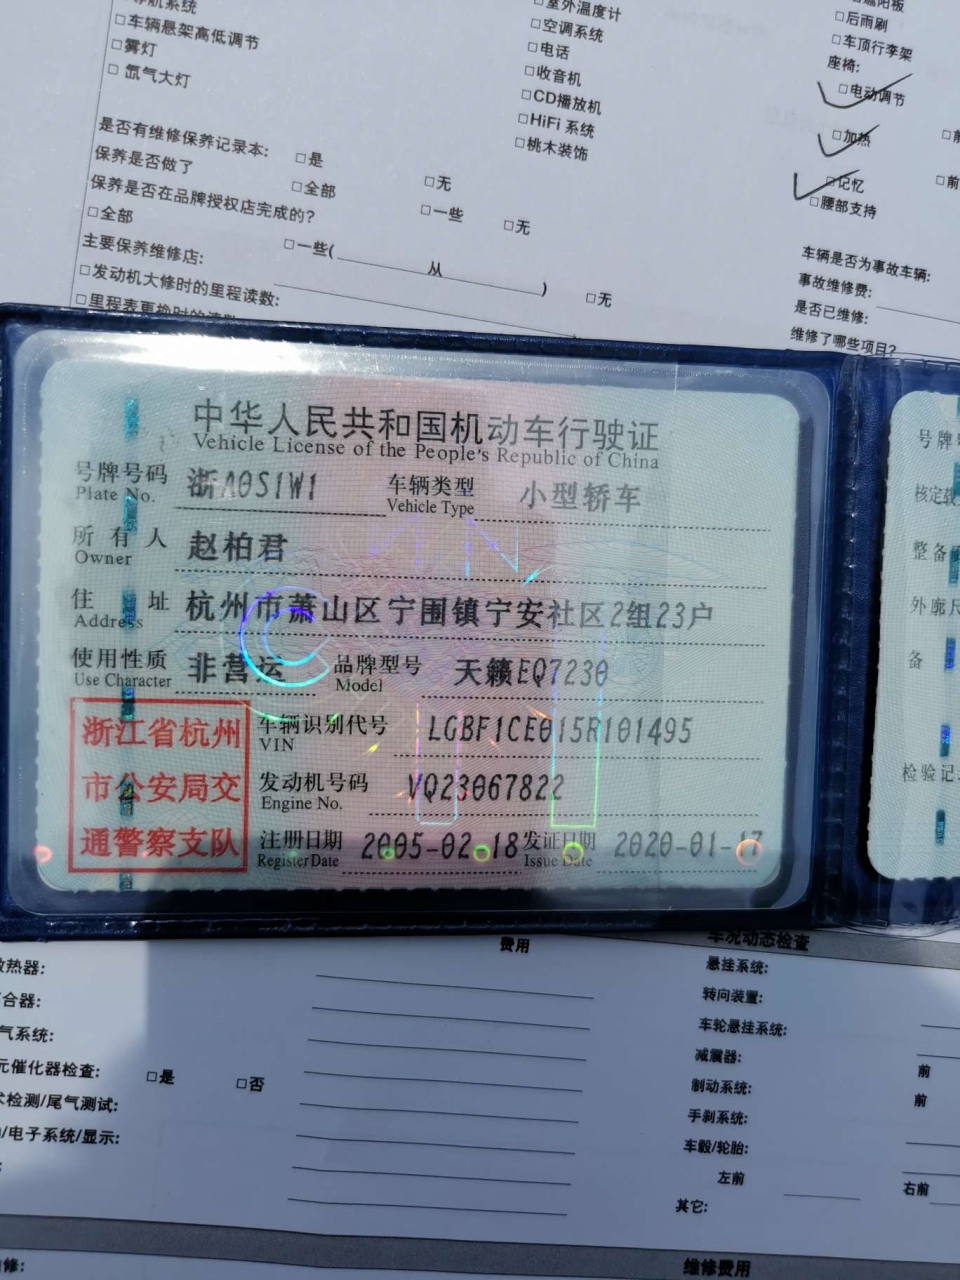 导航系统
□车辆悬架高低调节
□雾灯
□ 氙气大灯
□室外温度计
□空调系统
□电话
□收音机
□CD播放机
□HiFi 系统
□桃木装饰
遮阳板
□后雨刷
□车顶行李架
座椅:
□电动调节
□加热
□前
□记忆
□前
□腰部支持
是否有维修保养记录本: □是 □无
保养是否做了 □全部 □一些 □无
保养是否在品牌授权店完成的?
□全部 □一些( 从 ) □无
主要保养维修店:
□发动机大修时的里程读数:
□里程表更换时的读数
车辆是否为事故车辆:
事故维修费:
是否已维修:
维修了哪些项目?
中华人民共和国机动车行驶证
Vehicle License of the People's Republic of China
号牌号码 浙A0S1W1 车辆类型 小型轿车
Plate No. Vehicle Type
所有人 赵柏君
Owner
住址 杭州市萧山区宁围镇宁安社区2组23户
Address
使用性质 非营运 品牌型号 天籁EQ7230
Use Character Model
浙江省杭州
市公安局交
通警察支队
车辆识别代号 LGBF1CE015R101495
VIN
发动机号码 VQ23067822
Engine No.
注册日期 2005-02-18 发证日期 2020-01-17
Register Date Issue Date
号牌
核定载
整备
外廓尺
备
检验记
费用
车况动态检查
散热器:
合器:
气系统:
元催化器检查: □是 □否
检测/尾气测试:
/电子系统/显示:
悬挂系统:
转向装置:
车轮悬挂系统:
减震器: 前
制动系统: 前
手刹系统:
车毂/轮胎:
左前 右前
其它:
修:
维修费用